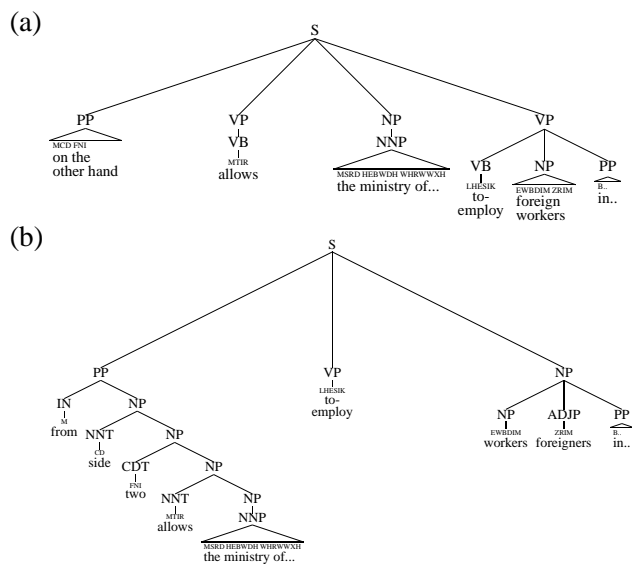 (a)
S
PP VP NP VP
MCD FNI VB NNP VB NP PP
on the MTIR MSRD HEBWDH WHRWWXH LHESIK EWBDIM ZRIM B..
other hand allows the ministry of... to- foreign in..
employ workers
(b)
S
PP VP NP
LHESIK
IN NP to- NP ADJP PP
M employ EWBDIM ZRIM B..
from NNT NP workers foreigners in..
CD
side CDT NP
FNI
two NNT NP
MTIR NNP
allows MSRD HEBWDH WHRWWXH
the ministry of...